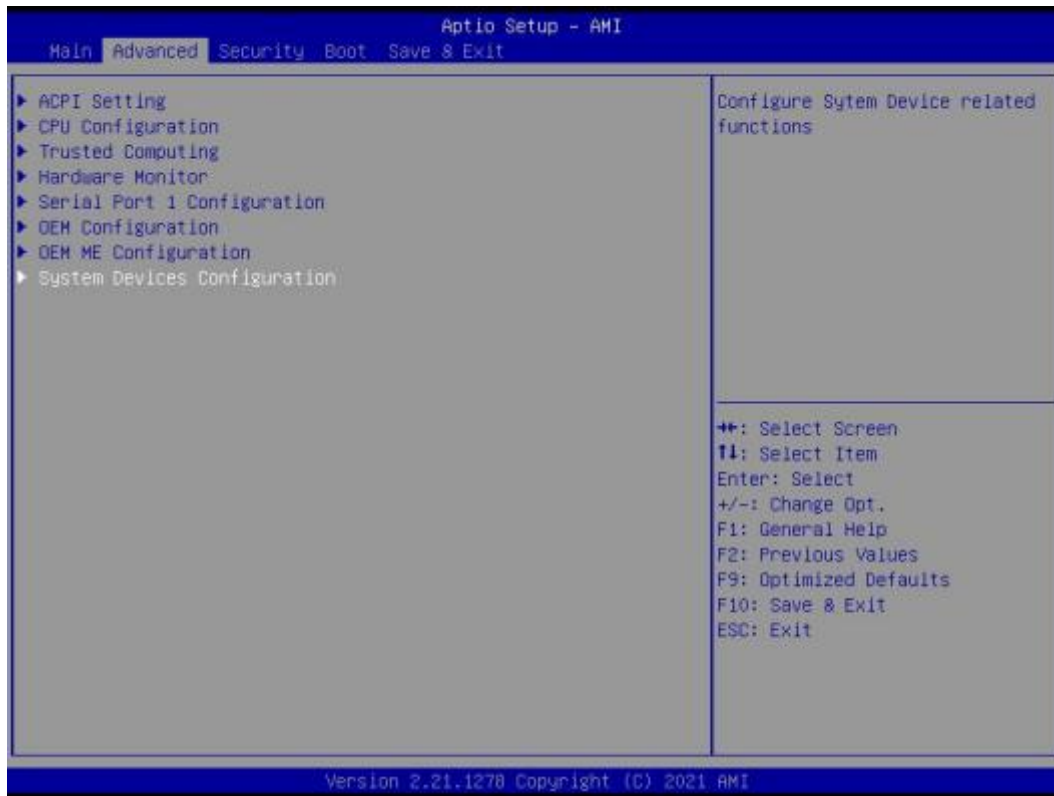 Aptio Setup - AMI
Main Advanced Security Boot Save & Exit
ACPI Setting
CPU Configuration
Trusted Computing
Hardware Monitor
Serial Port 1 Configuration
OEM Configuration
OEM ME Configuration
System Devices Configuration
Configure Sytem Device related
functions
→←: Select Screen
↑↓: Select Item
Enter: Select
+/-: Change Opt.
F1: General Help
F2: Previous Values
F9: Optimized Defaults
F10: Save & Exit
ESC: Exit
Version 2.21.1278 Copyright (C) 2021 AMI